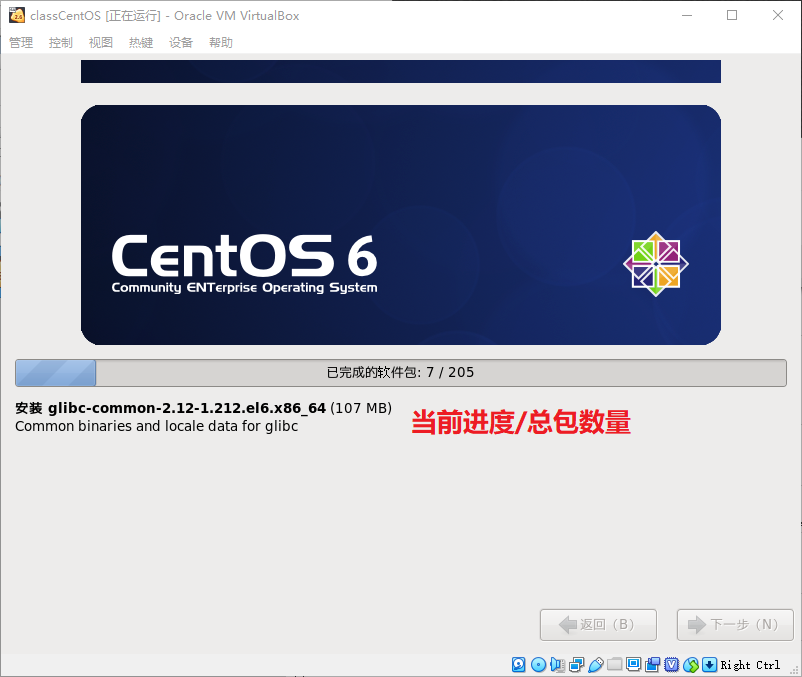 classCentOS [正在运行] - Oracle VM VirtualBox
管理 控制 视图 热键 设备 帮助
CentOS 6
Community ENTerprise Operating System
已完成的软件包: 7 / 205
安装 glibc-common-2.12-1.212.el6.x86_64 (107 MB)
Common binaries and locale data for glibc
当前进度/总包数量
返回（B） 下一步（N）
Right Ctrl